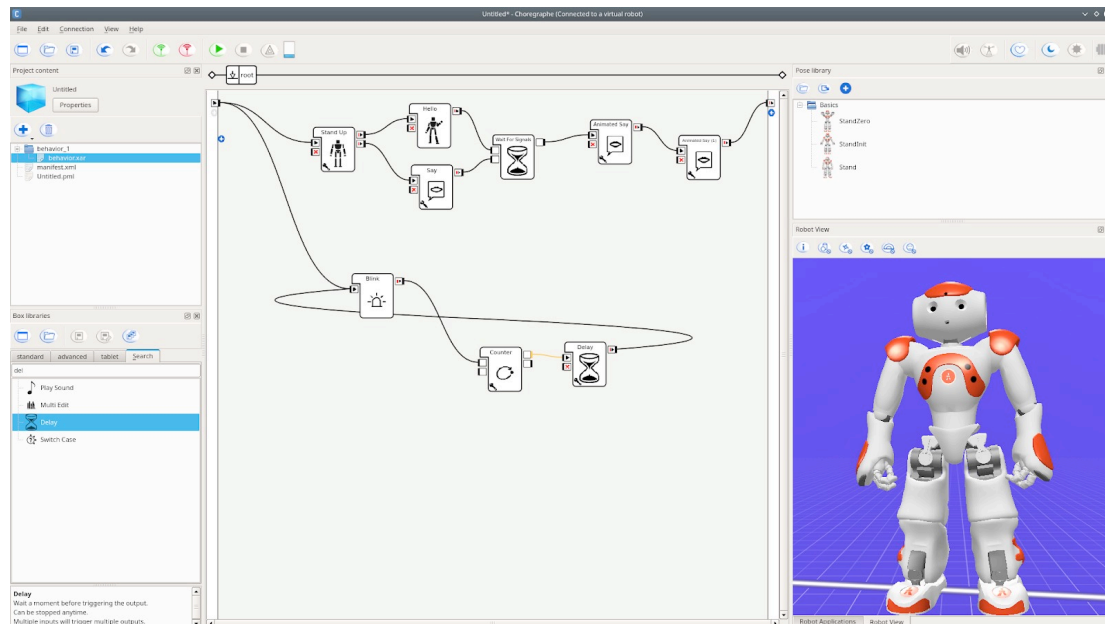 Untitled* - Choregraphe (Connected to a virtual robot)
File Edit Connection View Help
Project content
Untitled
Properties
behavior_1
behavior.xar
manifest.xml
Untitled.pml
Box libraries
standard advanced tablet Search
del
Play Sound
Multi Edit
Delay
Switch Case
Delay
Wait a moment before triggering the output.
Can be stopped anytime.
Multiple inputs will trigger multiple outputs.
root
Stand Up
Hello
Say
Wait For Signals
Animated Say
Animated Say (1)
Blink
Counter
Delay
Pose library
Basics
StandZero
StandInit
Stand
Robot View
Robot Applications Robot View